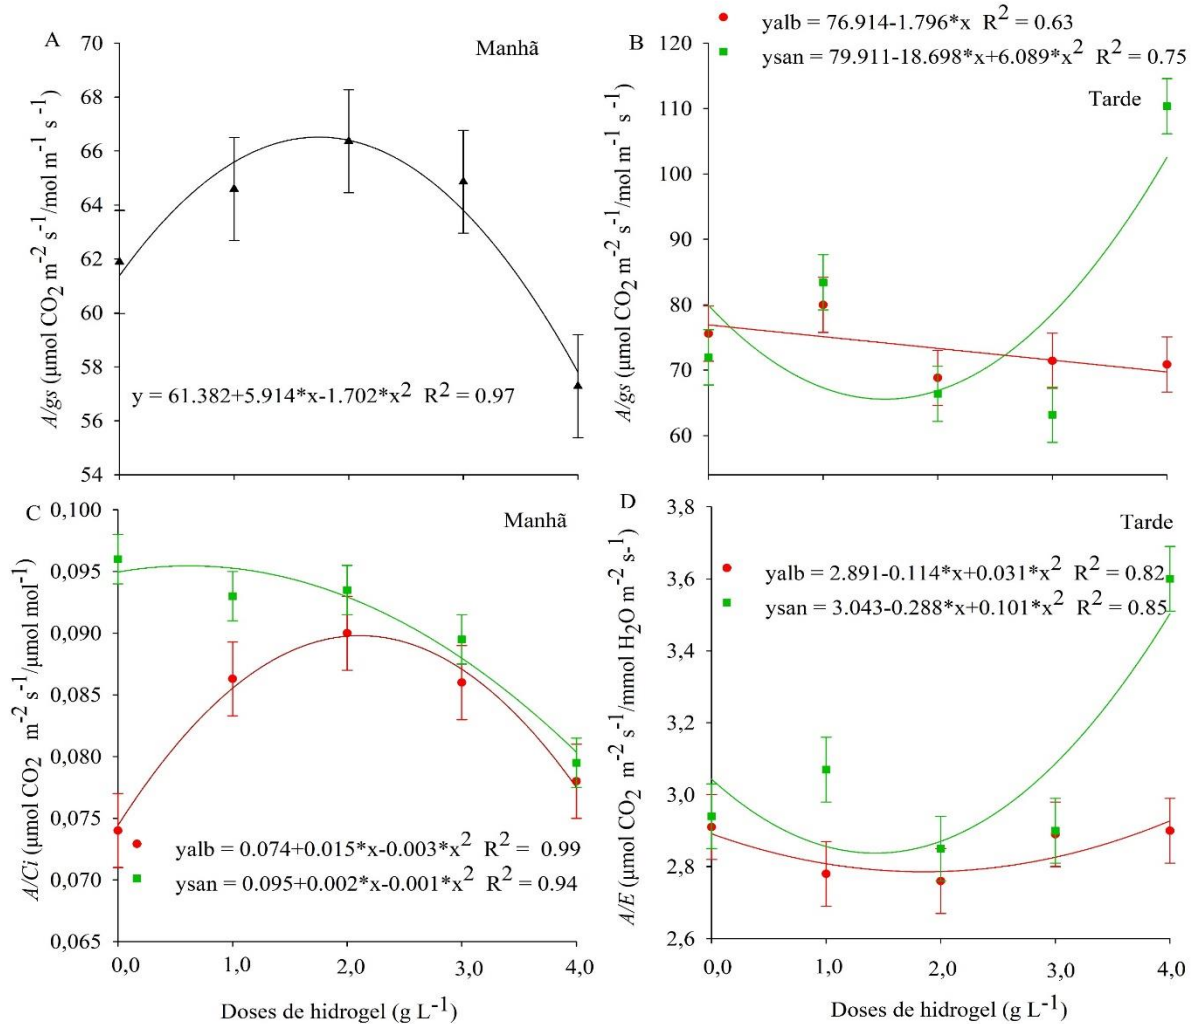 A
Manhã
70
68
66
64
62
60
58
56
54
A/gs (µmol CO2 m-2 s-1/mol m-1 s-1)
y = 61.382+5.914*x-1.702*x2 R2 = 0.97
B
yalb = 76.914-1.796*x R2 = 0.63
ysan = 79.911-18.698*x+6.089*x2 R2 = 0.75
Tarde
120
110
100
90
80
70
60
A/gs (µmol CO2 m-2 s-1/mol m-1 s-1)
C
Manhã
0,100
0,095
0,090
0,085
0,080
0,075
0,070
0,065
A/Ci (µmol CO2 m-2 s-1/µmol mol-1)
yalb = 0.074+0.015*x-0.003*x2 R2 = 0.99
ysan = 0.095+0.002*x-0.001*x2 R2 = 0.94
0,0 1,0 2,0 3,0 4,0
Doses de hidrogel (g L-1)
D
Tarde
3,8
3,6
3,4
3,2
3,0
2,8
2,6
A/E (µmol CO2 m-2 s-1/mmol H2O m-2 s-1)
yalb = 2.891-0.114*x+0.031*x2 R2 = 0.82
ysan = 3.043-0.288*x+0.101*x2 R2 = 0.85
0,0 1,0 2,0 3,0 4,0
Doses de hidrogel (g L-1)